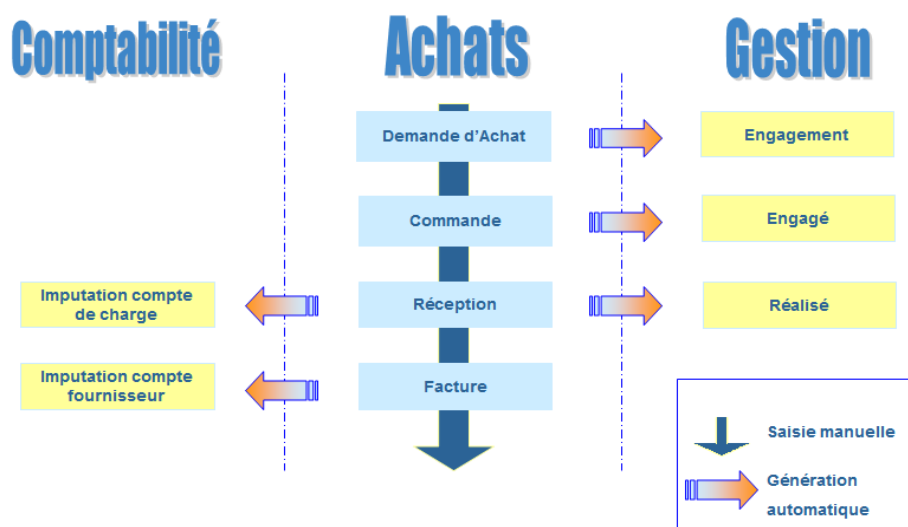 Comptabilité
Achats
Gestion
Demande d'Achat
Engagement
Commande
Engagé
Imputation compte
de charge
Réception
Réalisé
Imputation compte
fournisseur
Facture
Saisie manuelle
Génération
automatique